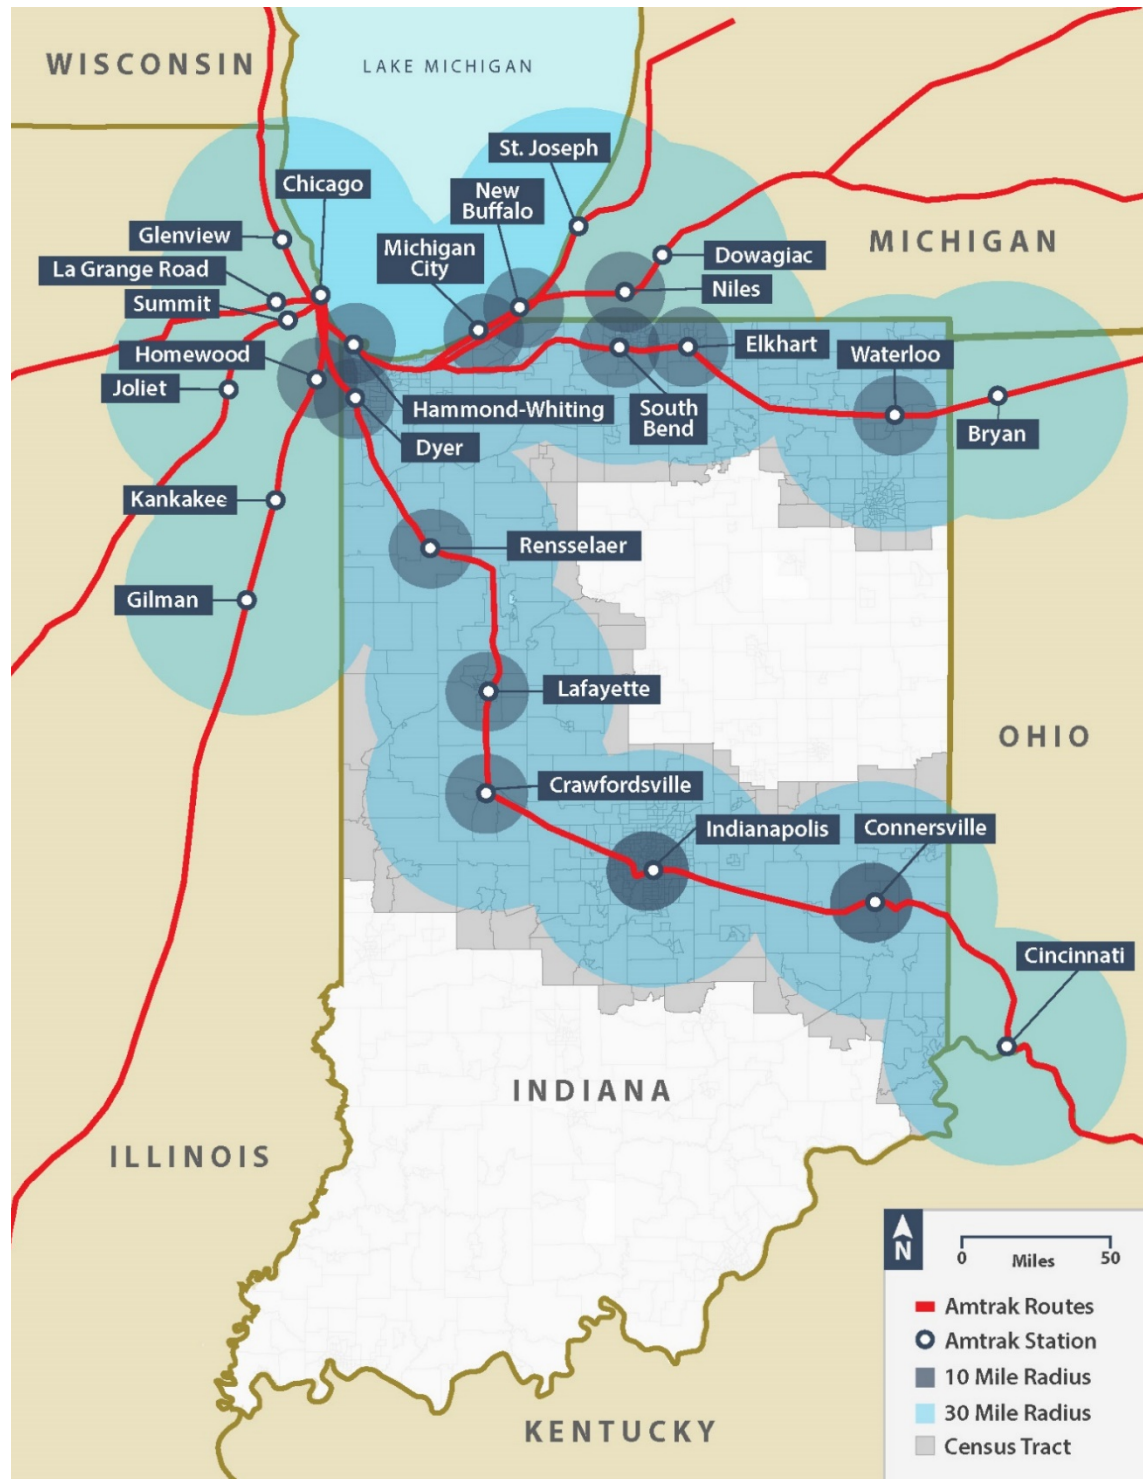 WISCONSIN
LAKE MICHIGAN
St. Joseph
Chicago
New
Buffalo
Glenview
Michigan
City
MICHIGAN
Dowagiac
La Grange Road
Niles
Summit
Homewood
Elkhart
Waterloo
Joliet
Hammond-Whiting
South
Bend
Bryan
Dyer
Kankakee
Rensselaer
Gilman
Lafayette
OHIO
Crawfordsville
Indianapolis
Connersville
Cincinnati
INDIANA
ILLINOIS
N
0 Miles 50
Amtrak Routes
Amtrak Station
10 Mile Radius
30 Mile Radius
Census Tract
KENTUCKY